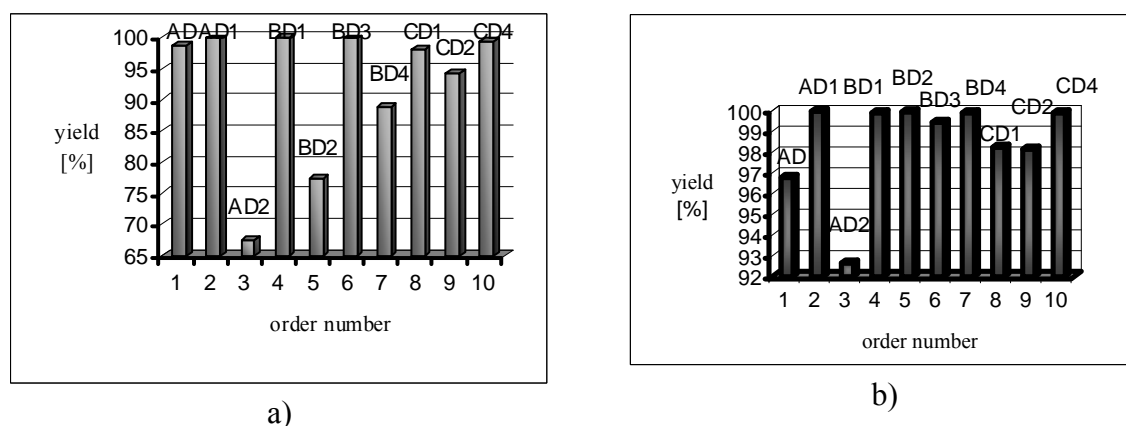 AD AD1 BD1 BD3 CD1 CD4
CD2
BD4
BD2
AD2
100
95
90
85
80
75
70
65
yield
[%]
1 2 3 4 5 6 7 8 9 10
order number
a)
AD1 BD1 BD2 BD4 CD4
BD3 CD2
CD1
AD
AD2
100
99
98
97
96
95
94
93
92
yield
[%]
1 2 3 4 5 6 7 8 9 10
order number
b)